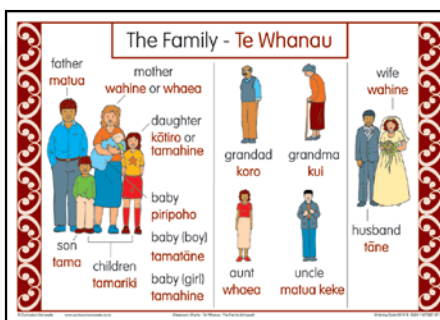 The Family - Te Whanau
father
matua
mother
wahine or whaea
daughter
kōtiro or
tamahine
baby
piripoho
baby (boy)
tamatāne
baby (girl)
tamahine
son
tama
children
tamariki
grandad
koro
grandma
kui
aunt
whaea
uncle
matua keke
wife
wahine
husband
tāne